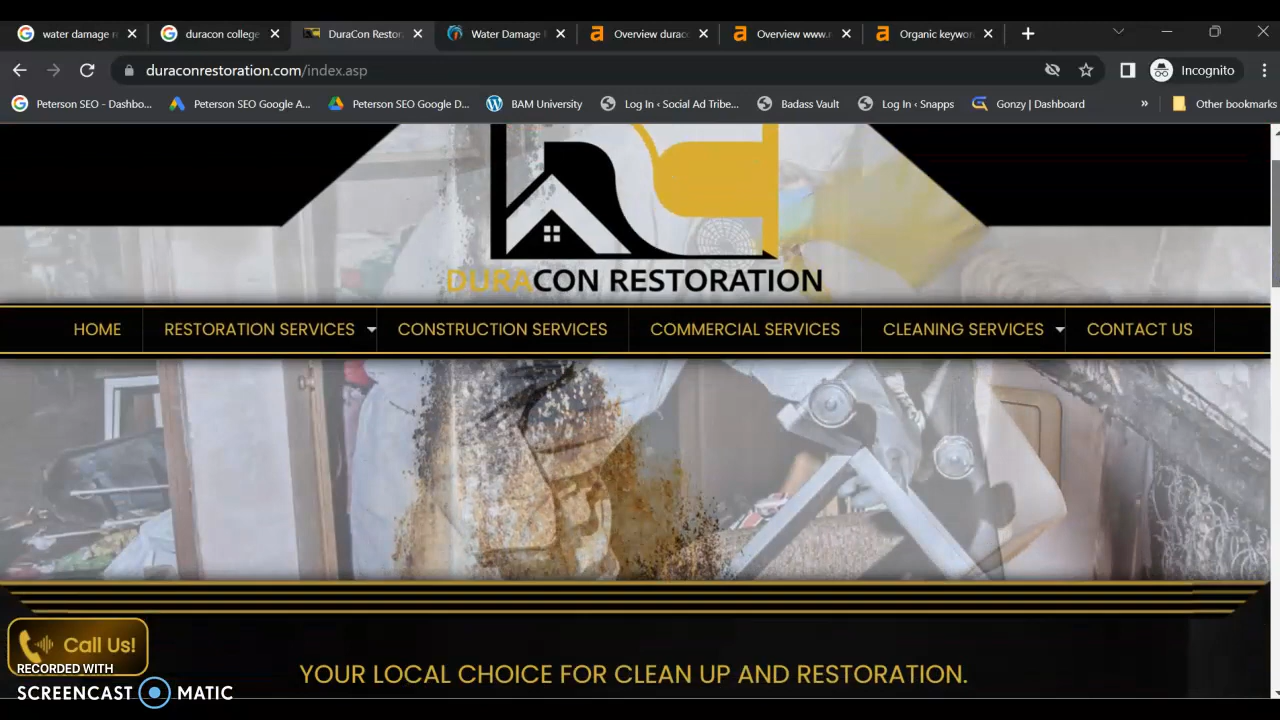 water damage r
duracon college
DuraCon Restor
Water Damage
Overview durac
Overview www.
Organic keywor
duraconrestoration.com/index.asp
Incognito
Peterson SEO - Dashbo...
Peterson SEO Google A...
Peterson SEO Google D...
BAM University
Log In ‹ Social Ad Tribe...
Badass Vault
Log In ‹ Snapps
Gonzy | Dashboard
»
Other bookmarks
DURACON RESTORATION
HOME
RESTORATION SERVICES
CONSTRUCTION SERVICES
COMMERCIAL SERVICES
CLEANING SERVICES
CONTACT US
Call Us!
YOUR LOCAL CHOICE FOR CLEAN UP AND RESTORATION.
RECORDED WITH
SCREENCAST MATIC